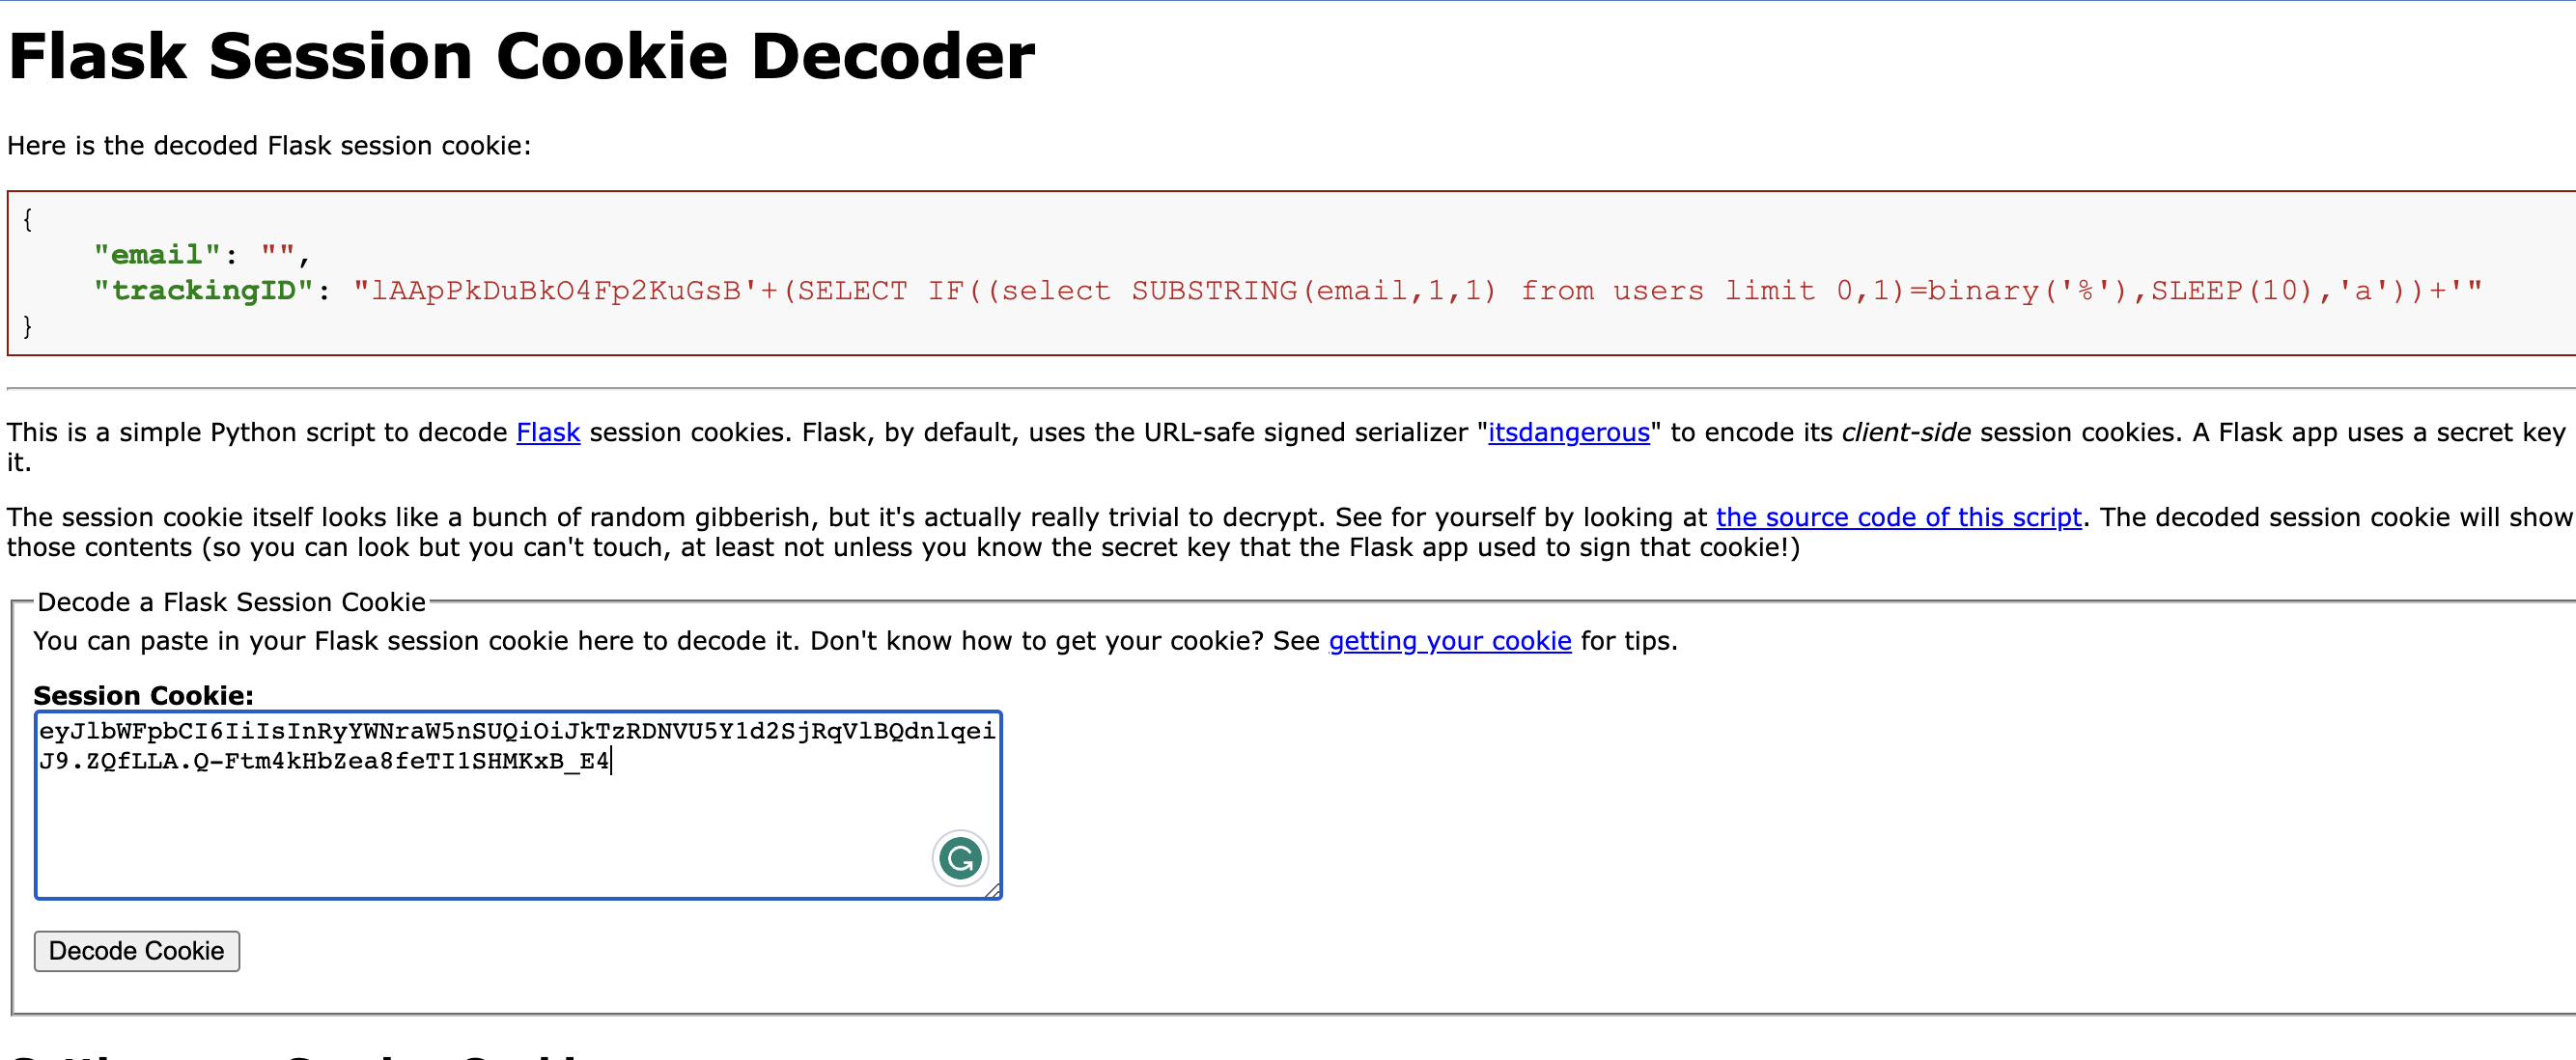 Flask Session Cookie Decoder
Here is the decoded Flask session cookie:
{
"email": "",
"trackingID": "lAApPkDuBkO4Fp2KuGsB'+(SELECT IF((select SUBSTRING(email,1,1) from users limit 0,1)=binary('%'),SLEEP(10),'a'))+'"
}
This is a simple Python script to decode Flask session cookies. Flask, by default, uses the URL-safe signed serializer "itsdangerous" to encode its client-side session cookies. A Flask app uses a secret key
it.
The session cookie itself looks like a bunch of random gibberish, but it's actually really trivial to decrypt. See for yourself by looking at the source code of this script. The decoded session cookie will show
those contents (so you can look but you can't touch, at least not unless you know the secret key that the Flask app used to sign that cookie!)
Decode a Flask Session Cookie
You can paste in your Flask session cookie here to decode it. Don't know how to get your cookie? See getting your cookie for tips.
Session Cookie:
eyJlbWFpbCI6IiIsInRyYWNraW5nSUQiOiJkTzRDNVU5Y1d2SjRqVlBQdnlqei
J9.ZQfLLA.Q-Ftm4kHbZea8feTI1SHMKxB_E4
Decode Cookie